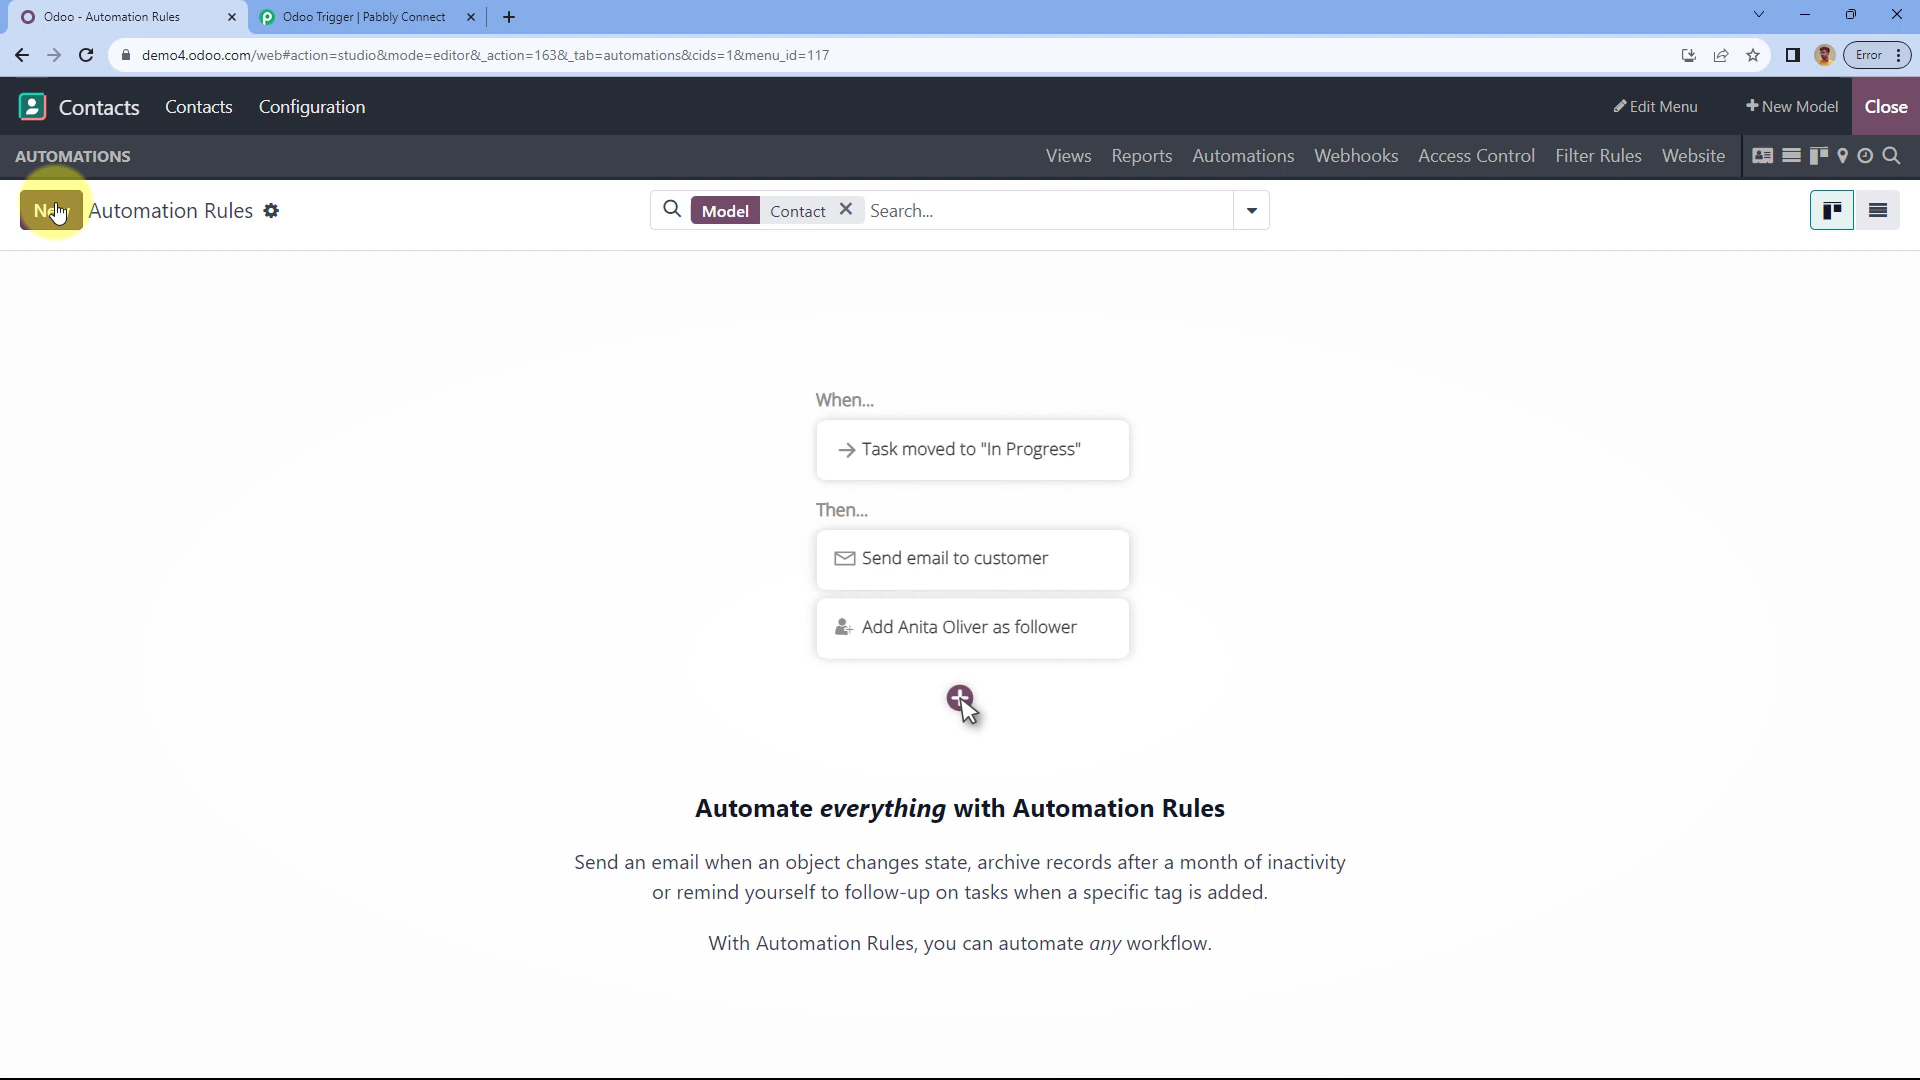 Odoo - Automation Rules
Odoo Trigger | Pabbly Connect
demo4.odoo.com/web#action=studio&mode=editor&_action=163&_tab=automations&cids=1&menu_id=117
Error
Contacts Contacts Configuration
Edit Menu
New Model
Close
AUTOMATIONS
Views Reports Automations Webhooks Access Control Filter Rules Website
Automation Rules
Model Contact Search...
When...
Task moved to "In Progress"
Then...
Send email to customer
Add Anita Oliver as follower
Automate everything with Automation Rules
Send an email when an object changes state, archive records after a month of inactivity
or remind yourself to follow-up on tasks when a specific tag is added.
With Automation Rules, you can automate any workflow.